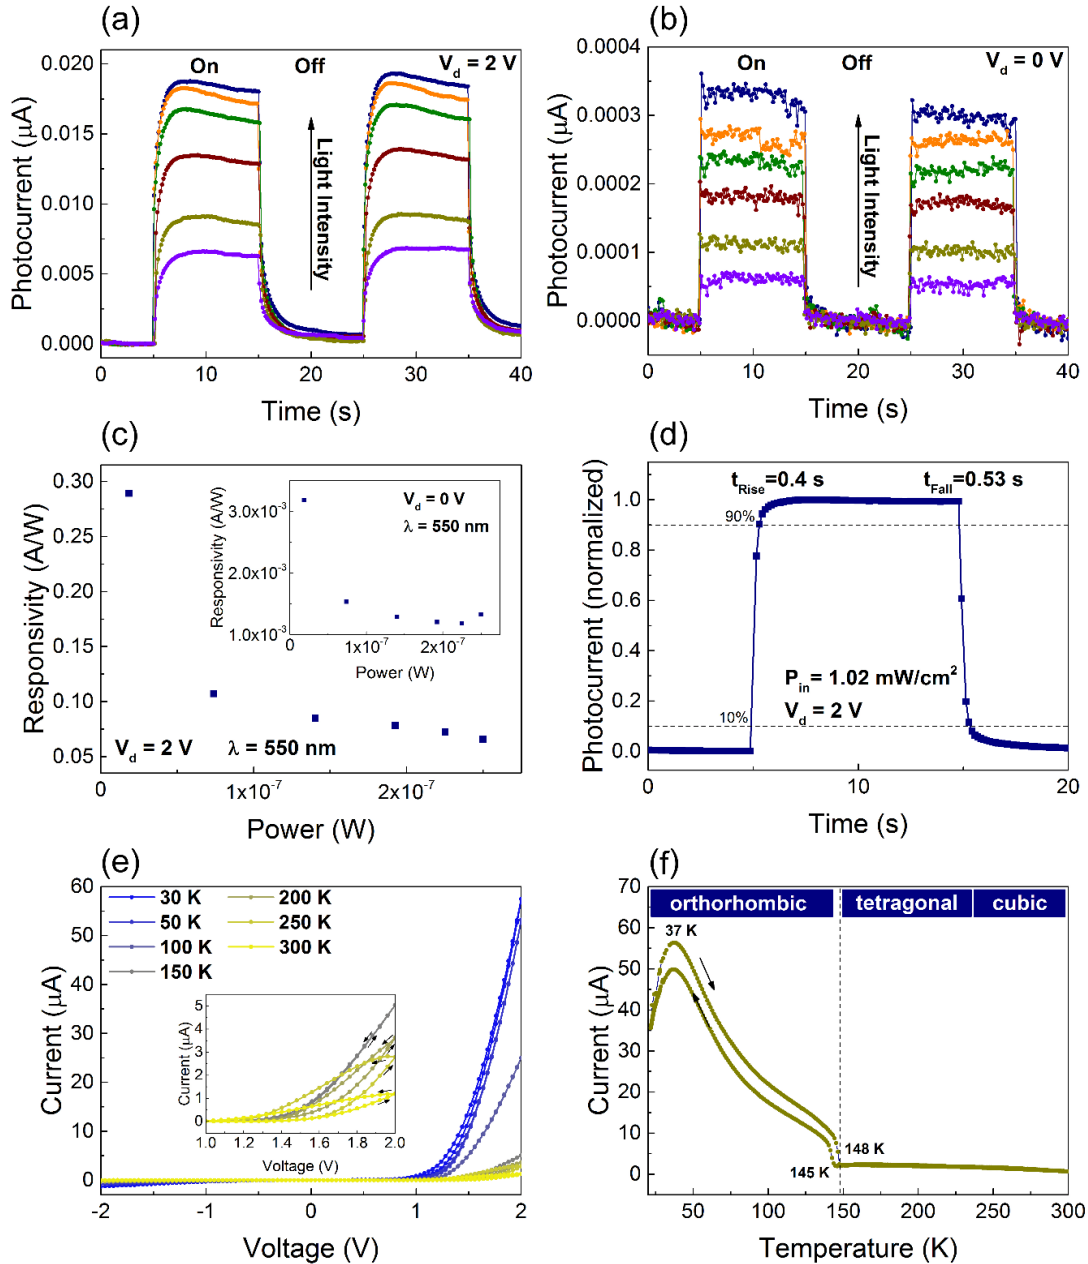 (a)
On
Off
V_d = 2 V
Light Intensity
0.020
0.015
0.010
0.005
0.000
Photocurrent (μA)
0
10
20
30
40
Time (s)
(b)
On
Off
V_d = 0 V
Light Intensity
0.0004
0.0003
0.0002
0.0001
0.0000
Photocurrent (μA)
0
10
20
30
40
Time (s)
(c)
0.30
0.25
0.20
0.15
0.10
0.05
Responsivity (A/W)
V_d = 2 V
λ = 550 nm
1x10⁻⁷
2x10⁻⁷
Power (W)
V_d = 0 V
λ = 550 nm
3.0x10⁻³
2.0x10⁻³
1.0x10⁻³
Responsivity (A/W)
0
1x10⁻⁷
2x10⁻⁷
Power (W)
(d)
t_Rise=0.4 s
t_Fall=0.53 s
90%
10%
P_in= 1.02 mW/cm²
V_d = 2 V
1.0
0.8
0.6
0.4
0.2
0.0
Photocurrent (normalized)
0
10
20
Time (s)
(e)
60
50
40
30
20
10
0
Current (μA)
30 K
50 K
100 K
150 K
200 K
250 K
300 K
5
4
3
2
1
0
Current (μA)
1.0
1.2
1.4
1.6
1.8
2.0
Voltage (V)
-2
-1
0
1
2
Voltage (V)
(f)
70
60
50
40
30
20
10
0
Current (μA)
orthorhombic
tetragonal
cubic
37 K
148 K
145 K
50
100
150
200
250
300
Temperature (K)